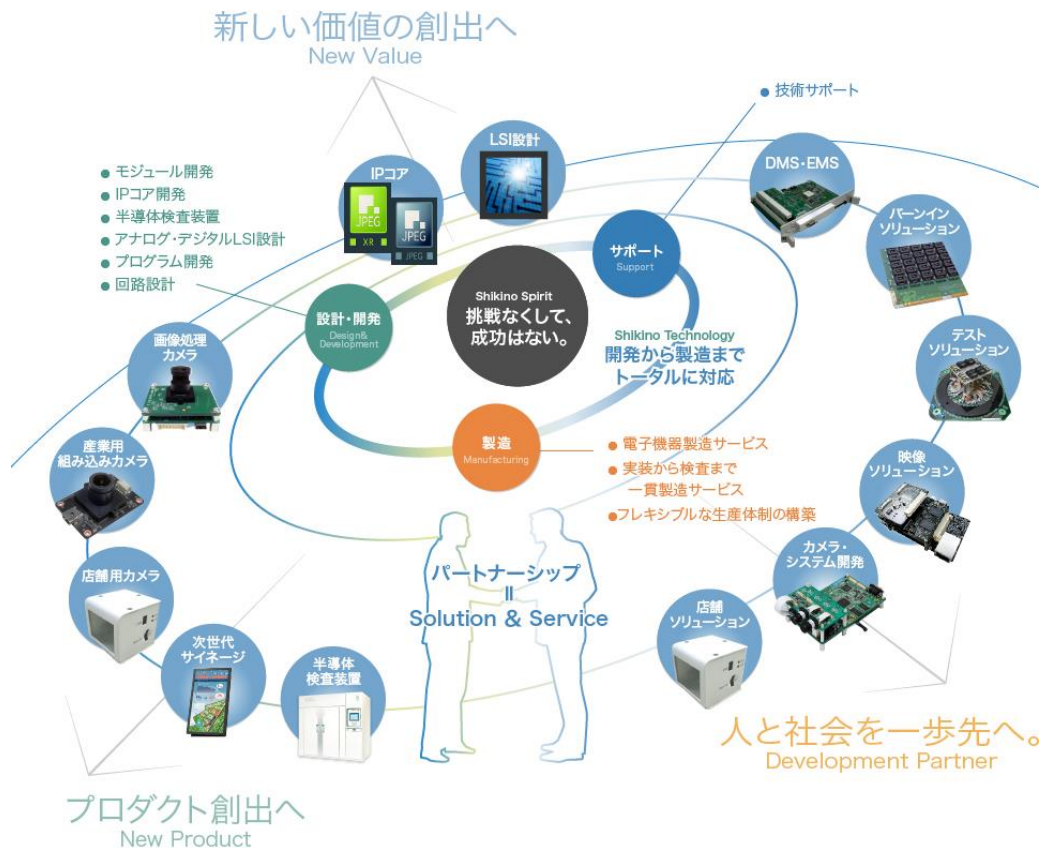 新しい価値の創出へ
New Value
● 技術サポート
LSI設計
DMS・EMS
IPコア
JPEG
XR
JPEG
JPEG
● モジュール開発
● IPコア開発
● 半導体検査装置
● アナログ・デジタルLSI設計
● プログラム開発
● 回路設計
バーンイン
ソリューション
サポート
Support
Shikino Spirit
挑戦なくして、
成功はない。
設計・開発
Design&
Development
Shikino Technology
開発から製造まで
トータルに対応
画像処理
カメラ
テスト
ソリューション
製造
Manufacturing
● 電子機器製造サービス
● 実装から検査まで
一貫製造サービス
●フレキシブルな生産体制の構築
産業用
組み込みカメラ
映像
ソリューション
カメラ・
システム開発
店舗用カメラ
パートナーシップ
=
Solution & Service
店舗
ソリューション
次世代
サイネージ
半導体
検査装置
人と社会を一歩先へ。
Development Partner
プロダクト創出へ
New Product